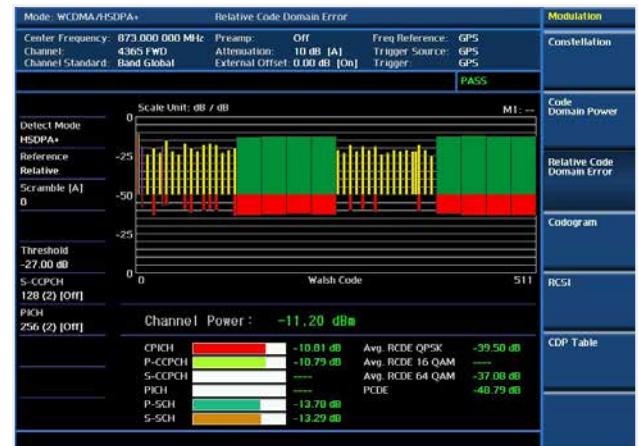 Mode: WCDMA/HSDPA+ Relative Code Domain Error
Modulation
Center Frequency: 873.000 000 MHz Preamp: Off Freq Reference: GPS
Channel: 4365 FWD Attenuation: 10 dB [A] Trigger Source: GPS
Channel Standard: Band Global External Offset: 0.00 dB [On] Trigger: GPS
Constellation
PASS
Scale Unit: dB / dB M1: --
Code
Domain Power
0
Detect Mode
HSDPA+
Reference
Relative
-25
Relative Code
Domain Error
Scramble [A]
0
-50
-25
Codogram
Threshold
-27.00 dB
0
0 Walsh Code 511
S-CCPCH
128 (2) [Off]
RCSI
PICH
256 (2) [Off]
Channel Power: -11.20 dBm
CPICH -10.81 dB Avg. RCDE QPSK -39.50 dB
P-CCPCH -10.79 dB Avg. RCDE 16 QAM ----
S-CCPCH ---- Avg. RCDE 64 QAM -37.08 dB
PICH ---- PCDE -48.79 dB
P-SCH -13.70 dB
S-SCH -13.29 dB
CDP Table